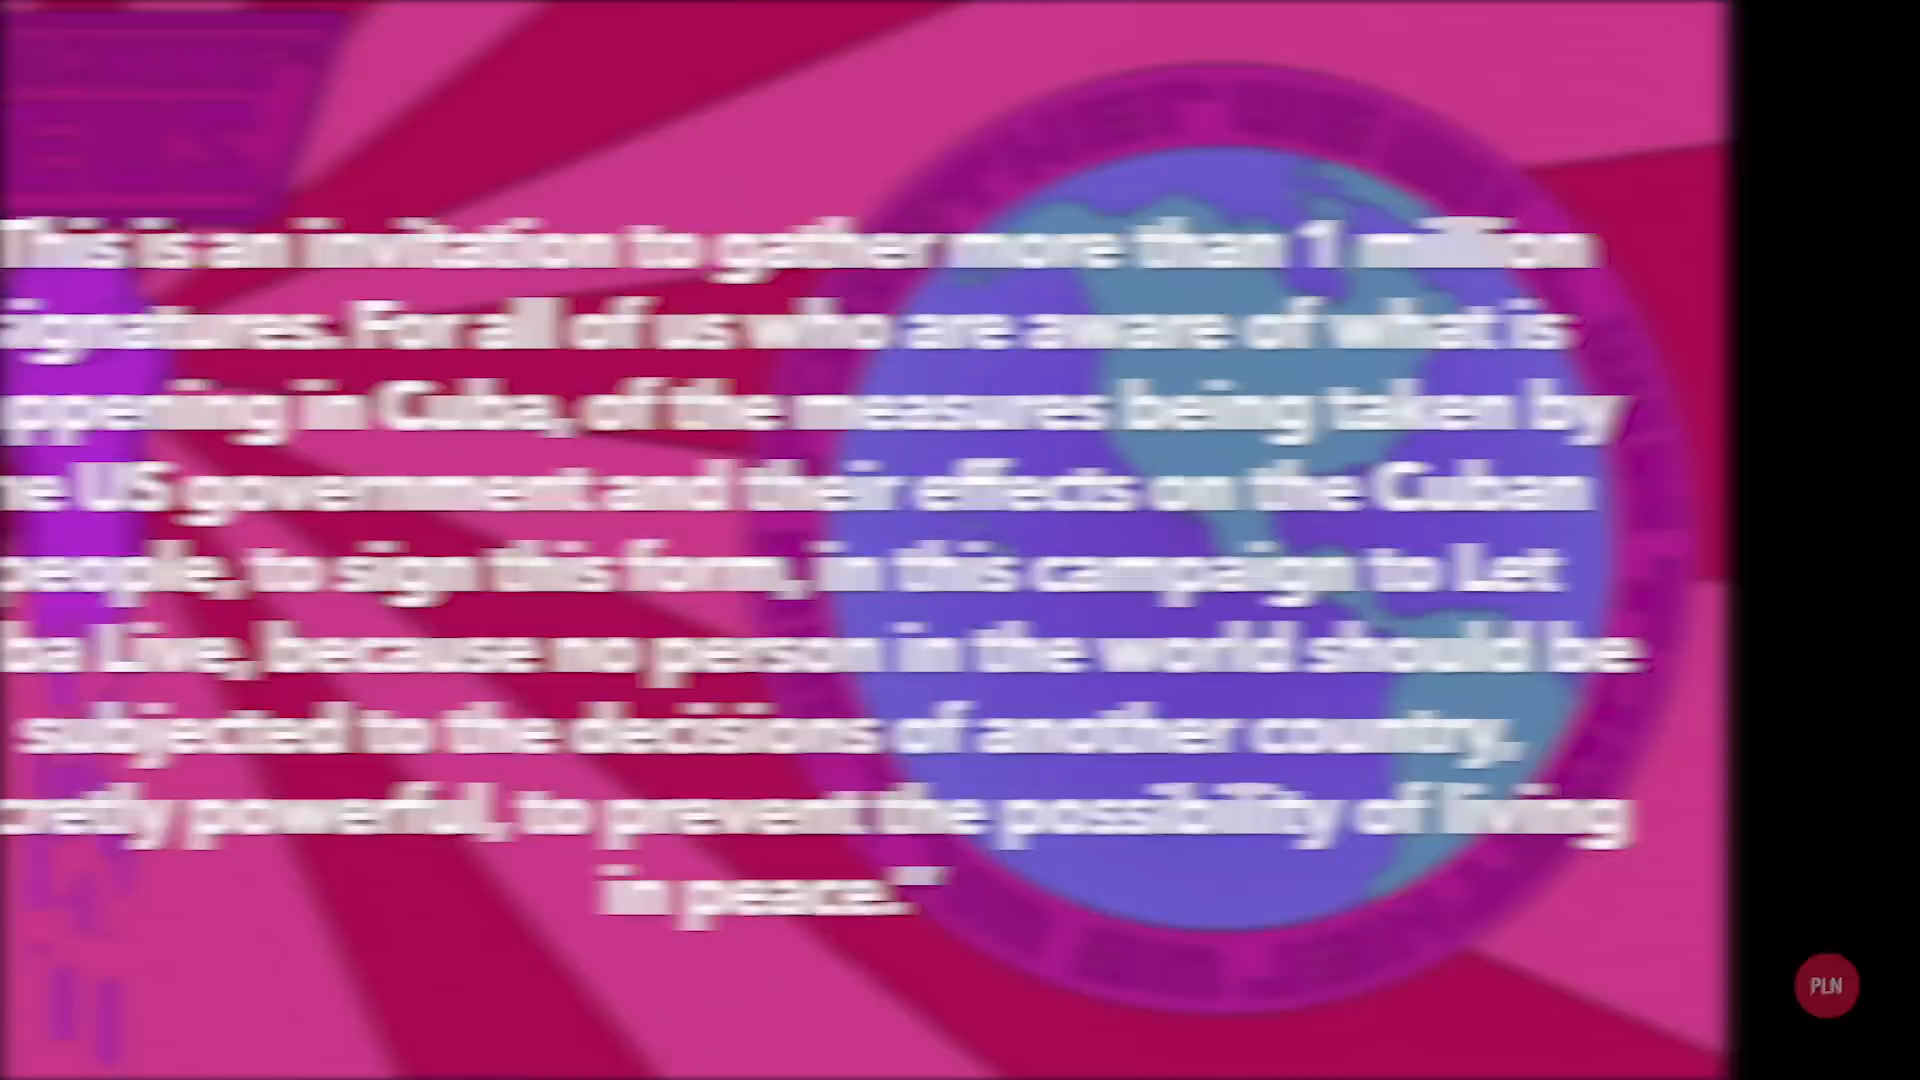 This is an invitation to gather more than 1 million
signatures. For all of us who are aware of what is
ppening in Cuba, of the measures being taken by
he US government and their effects on the Cuban
people, to sign this form, in this campaign to Let
ba Live, because no person in the world should be
subjected to the decisions of another country,
powerful, to prevent the possibility of living
in peace."
PLN